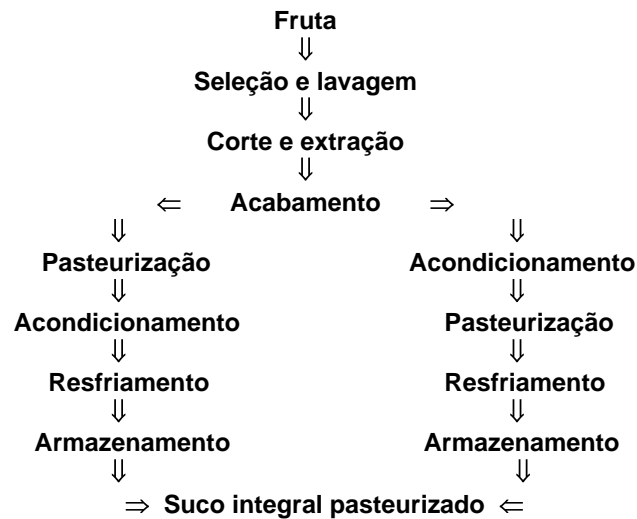 Fruta
⇓
Seleção e lavagem
⇓
Corte e extração
⇓
⇐ Acabamento ⇒
⇓ ⇓
Pasteurização Acondicionamento
⇓ ⇓
Acondicionamento Pasteurização
⇓ ⇓
Resfriamento Resfriamento
⇓ ⇓
Armazenamento Armazenamento
⇓ ⇓
⇒ Suco integral pasteurizado ⇐